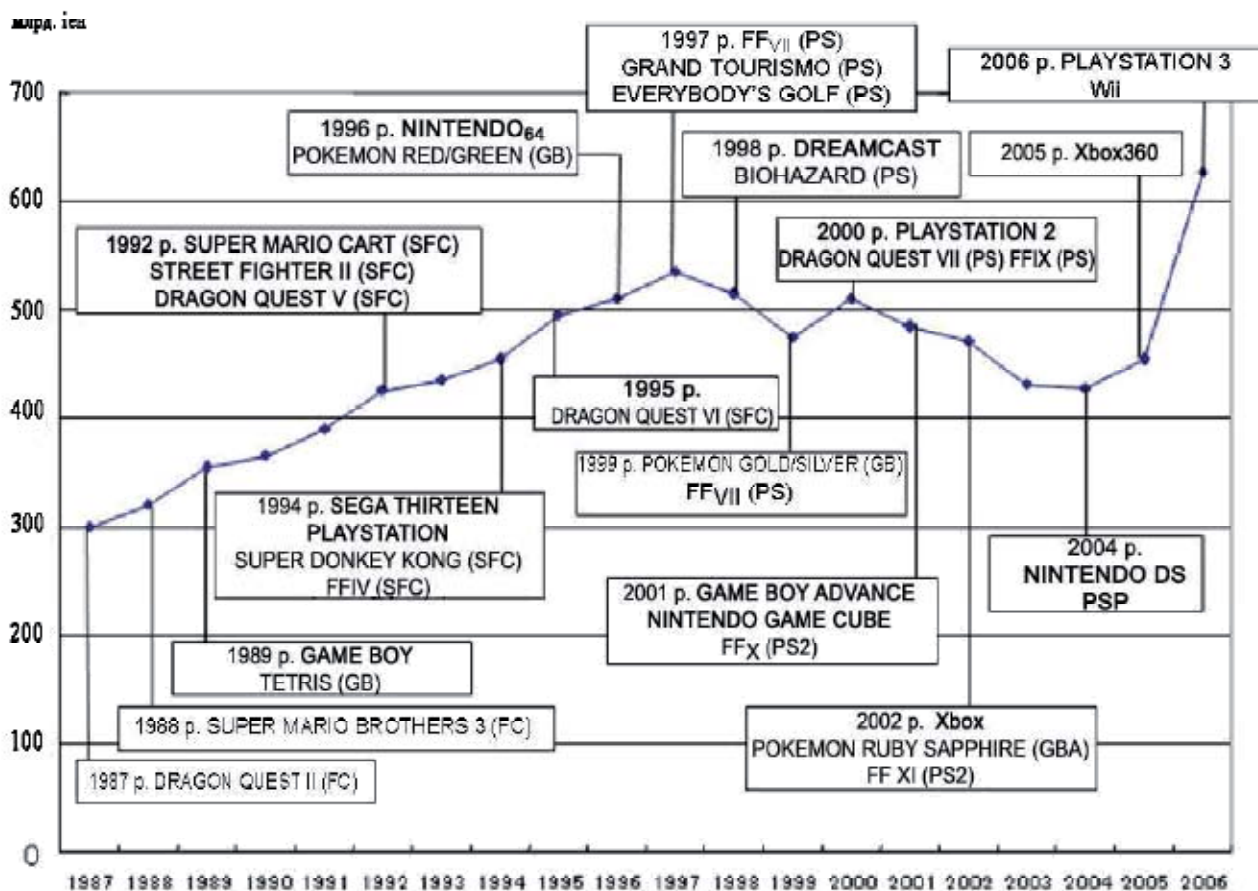 млрд. ієн
1997 р. FFVII (PS)
GRAND TOURISMO (PS)
EVERYBODY'S GOLF (PS)
2006 р. PLAYSTATION 3
Wii
700
1996 р. NINTENDO64
POKEMON RED/GREEN (GB)
1998 р. DREAMCAST
BIOHAZARD (PS)
2005 р. Xbox360
600
1992 р. SUPER MARIO CART (SFC)
STREET FIGHTER II (SFC)
DRAGON QUEST V (SFC)
2000 р. PLAYSTATION 2
DRAGON QUEST VII (PS) FFIX (PS)
500
1995 р.
DRAGON QUEST VI (SFC)
400
1999 р. POKEMON GOLD/SILVER (GB)
FFVII (PS)
1994 р. SEGA THIRTEEN
PLAYSTATION
SUPER DONKEY KONG (SFC)
FFIV (SFC)
300
2004 р.
NINTENDO DS
PSP
2001 р. GAME BOY ADVANCE
NINTENDO GAME CUBE
FFX (PS2)
200
1989 р. GAME BOY
TETRIS (GB)
1988 р. SUPER MARIO BROTHERS 3 (FC)
2002 р. Xbox
POKEMON RUBY SAPPHIRE (GBA)
FF XI (PS2)
100
1987 р. DRAGON QUEST II (FC)
0
1987 1988 1989 1990 1991 1992 1993 1994 1995 1996 1997 1998 1999 2000 2001 2002 2003 2004 2005 2006